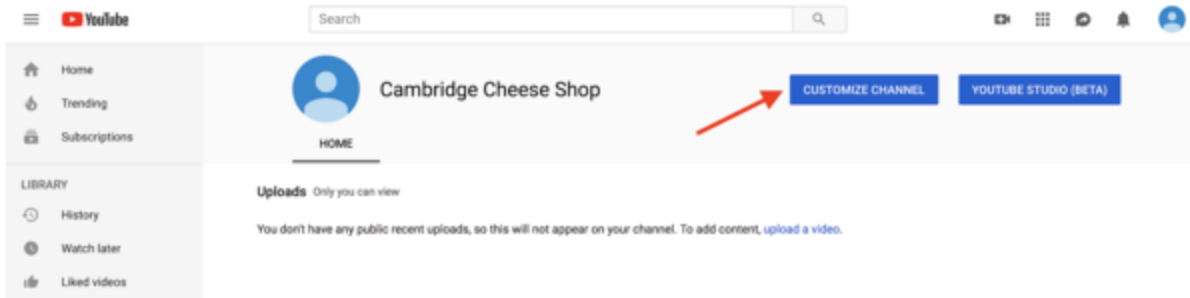 YouTube
Search
Home
Trending
Subscriptions
LIBRARY
History
Watch later
Liked videos
Cambridge Cheese Shop
CUSTOMIZE CHANNEL
YOUTUBE STUDIO (BETA)
HOME
Uploads Only you can view
You don't have any public recent uploads, so this will not appear on your channel. To add content, upload a video.